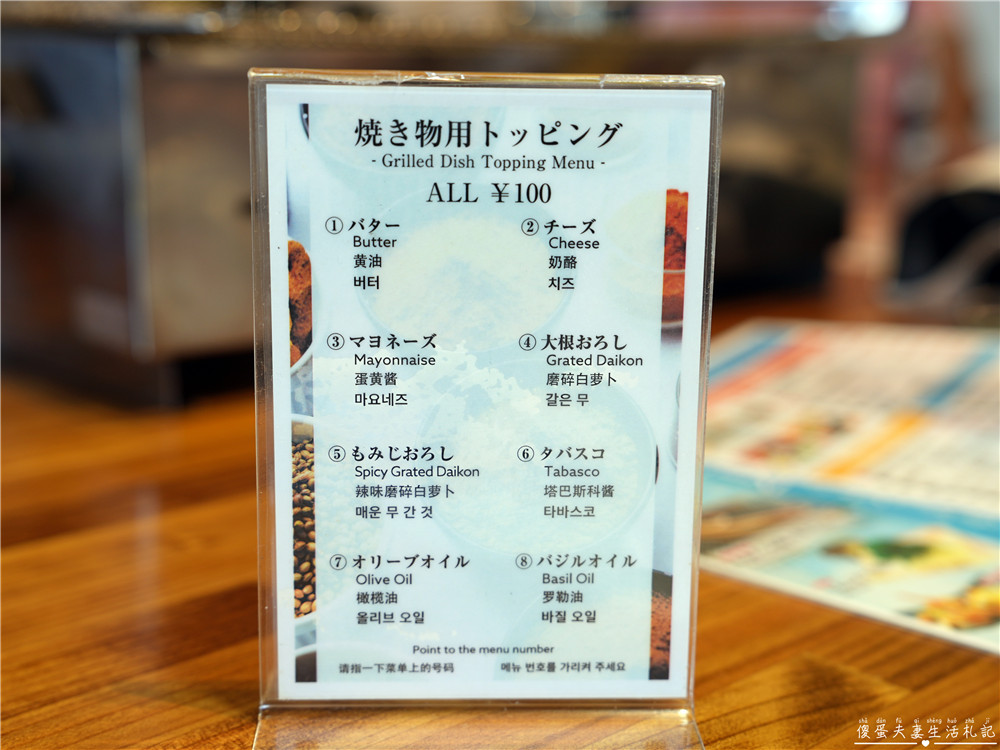 焼き物用トッピング
- Grilled Dish Topping Menu -
ALL ¥100
① バター
Butter
黄油
버터
② チーズ
Cheese
奶酪
치즈
③ マヨネーズ
Mayonnaise
蛋黄酱
마요네즈
④ 大根おろし
Grated Daikon
磨碎白萝卜
갈은 무
⑤ もみじおろし
Spicy Grated Daikon
辣味磨碎白萝卜
매운 무 간 것
⑥ タバスコ
Tabasco
塔巴斯科酱
타바스코
⑦ オリーブオイル
Olive Oil
橄榄油
올리브 오일
⑧ バジルオイル
Basil Oil
罗勒油
바질 오일
Point to the menu number
请指一下菜单上的号码
메뉴 번호를 가리켜 주세요
shǎ dàn fū qī shēng huó zhá jì
傻蛋夫妻生活札記